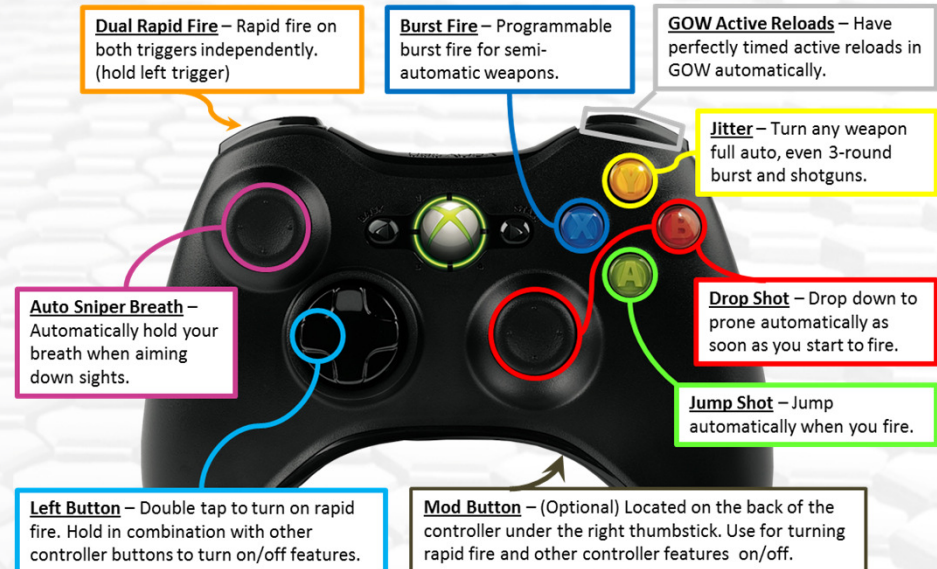 Dual Rapid Fire – Rapid fire on
both triggers independently.
(hold left trigger)
Burst Fire – Programmable
burst fire for semi-
automatic weapons.
GOW Active Reloads – Have
perfectly timed active reloads in
GOW automatically.
Jitter – Turn any weapon
full auto, even 3-round
burst and shotguns.
Y
X
B
A
Auto Sniper Breath –
Automatically hold your
breath when aiming
down sights.
Drop Shot – Drop down to
prone automatically as
soon as you start to fire.
Jump Shot – Jump
automatically when you fire.
Left Button – Double tap to turn on rapid
fire. Hold in combination with other
controller buttons to turn on/off features.
Mod Button – (Optional) Located on the back of the
controller under the right thumbstick. Use for turning
rapid fire and other controller features  on/off.